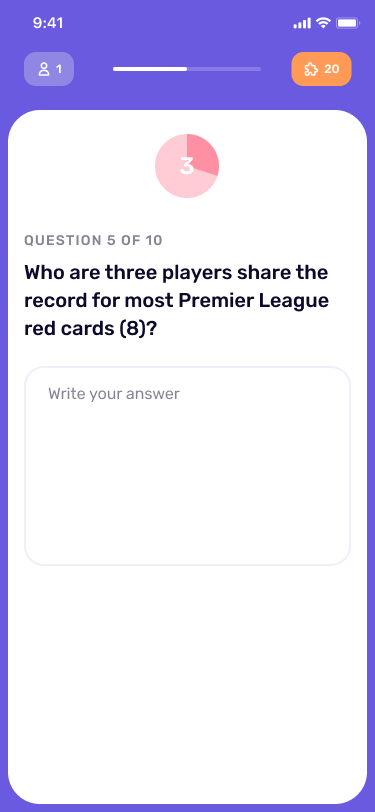 9:41
1
20
3
QUESTION 5 OF 10
Who are three players share the
record for most Premier League
red cards (8)?
Write your answer